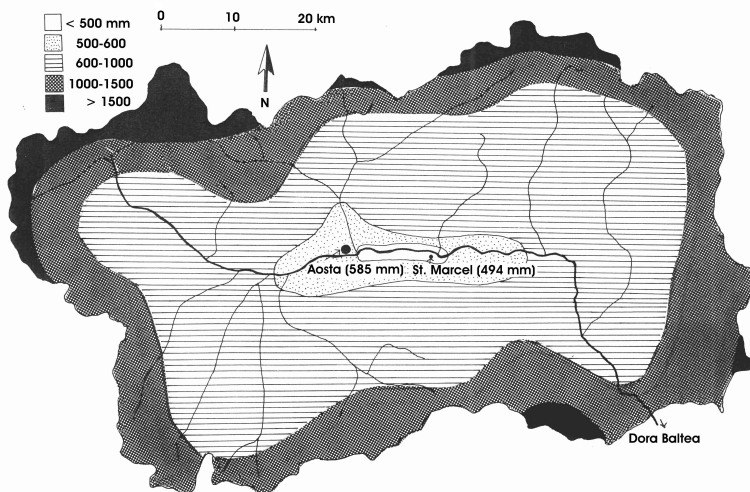 < 500 mm
500-600
600-1000
1000-1500
> 1500
0 10 20 km
N
Aosta (585 mm) St. Marcel (494 mm)
Dora Baltea